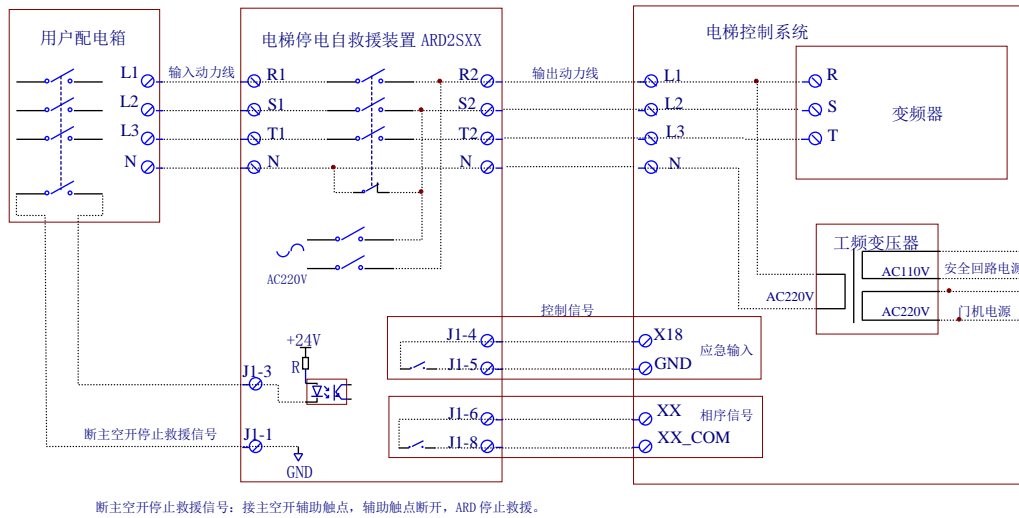 用户配电箱
L1
L2
L3
N
输入动力线
电梯停电自救援装置 ARD2SXX
R1
S1
T1
N
R2
S2
T2
N
AC220V
输出动力线
电梯控制系统
L1
L2
L3
N
R
S
T
变频器
工频变压器
AC220V
AC110V
AC220V
安全回路电源
门机电源
控制信号
J1-4
J1-5
X18
GND
应急输入
J1-6
J1-8
XX
XX_COM
相序信号
+24V
R
J1-3
J1-1
GND
断主空开停止救援信号
断主空开停止救援信号：接主空开辅助触点，辅助触点断开，ARD 停止救援。